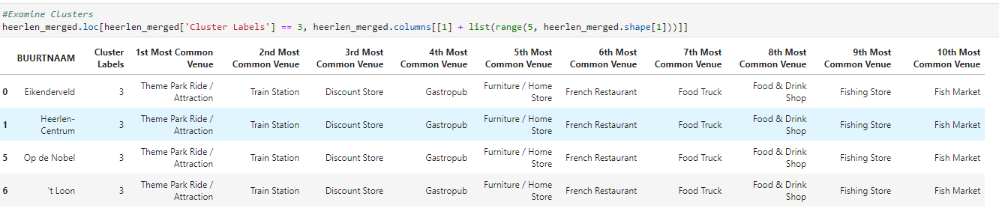 #Examine Clusters
heerlen_merged.loc[heerlen_merged['Cluster Labels'] == 3, heerlen_merged.columns[[1] + list(range(5, heerlen_merged.shape[1]))]]
BUURTNAAM Cluster Labels 1st Most Common Venue 2nd Most Common Venue 3rd Most Common Venue 4th Most Common Venue 5th Most Common Venue 6th Most Common Venue 7th Most Common Venue 8th Most Common Venue 9th Most Common Venue 10th Most Common Venue
0 Eikenderveld 3 Theme Park Ride / Attraction Train Station Discount Store Gastropub Furniture / Home Store French Restaurant Food Truck Food & Drink Shop Fishing Store Fish Market
1 Heerlen-Centrum 3 Theme Park Ride / Attraction Train Station Discount Store Gastropub Furniture / Home Store French Restaurant Food Truck Food & Drink Shop Fishing Store Fish Market
5 Op de Nobel 3 Theme Park Ride / Attraction Train Station Discount Store Gastropub Furniture / Home Store French Restaurant Food Truck Food & Drink Shop Fishing Store Fish Market
6 't Loon 3 Theme Park Ride / Attraction Train Station Discount Store Gastropub Furniture / Home Store French Restaurant Food Truck Food & Drink Shop Fishing Store Fish Market